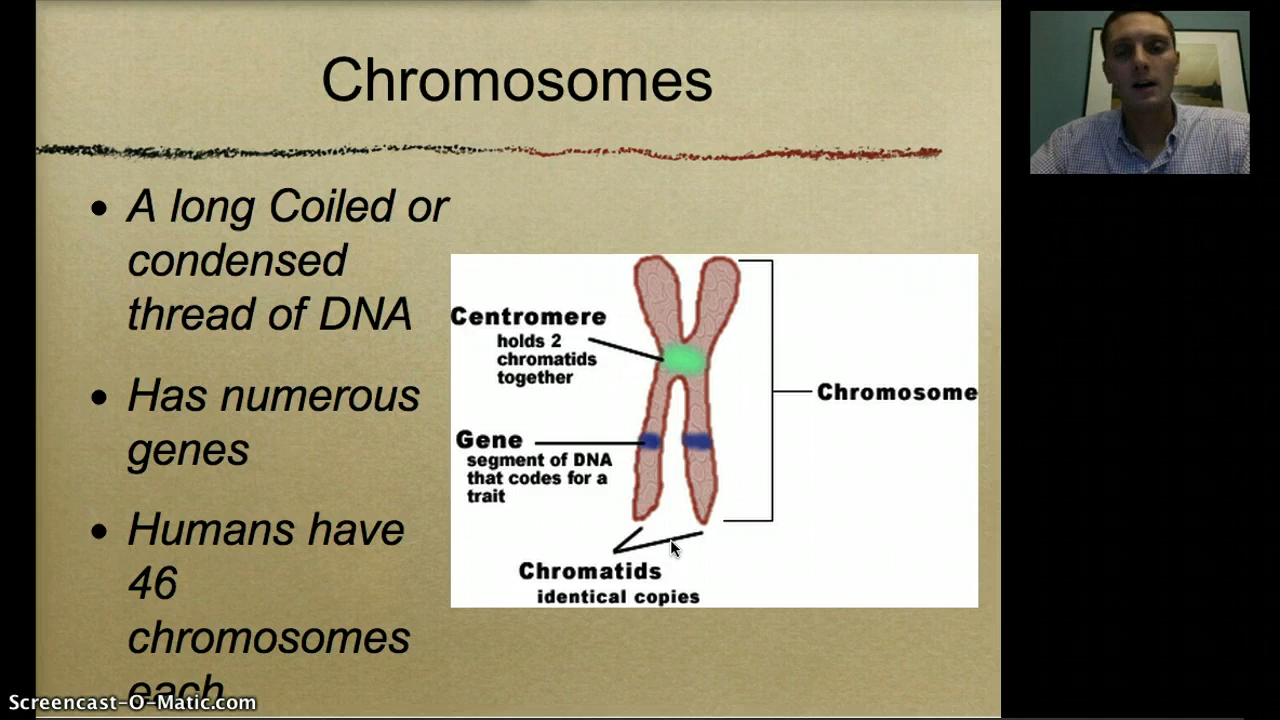 Chromosomes
• A long Coiled or
condensed
thread of DNA
• Has numerous
genes
• Humans have
46
chromosomes
each
Centromere
holds 2
chromatids
together
Gene
segment of DNA
that codes for a
trait
Chromatids
identical copies
Chromosome
Screencast-O-Matic.com